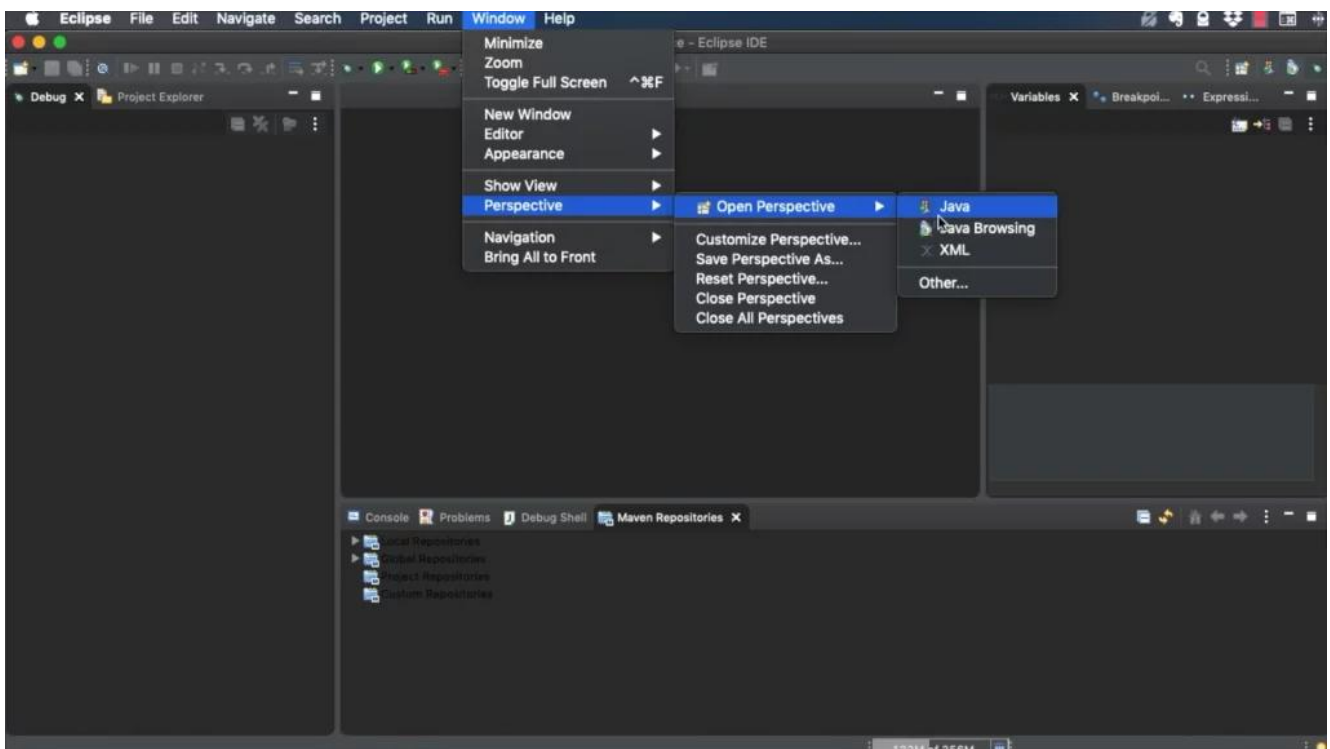 Eclipse File Edit Navigate Search Project Run Window Help
e - Eclipse IDE
Minimize
Zoom
Toggle Full Screen ^⌘F
New Window
Editor
Appearance
Show View
Perspective
Navigation
Bring All to Front
Open Perspective
Customize Perspective...
Save Perspective As...
Reset Perspective...
Close Perspective
Close All Perspectives
Java
Java Browsing
XML
Other...
Debug Project Explorer
Variables Breakpoi... Expressi...
Console Problems Debug Shell Maven Repositories
Local Repositories
Global Repositories
Project Repositories
Custom Repositories